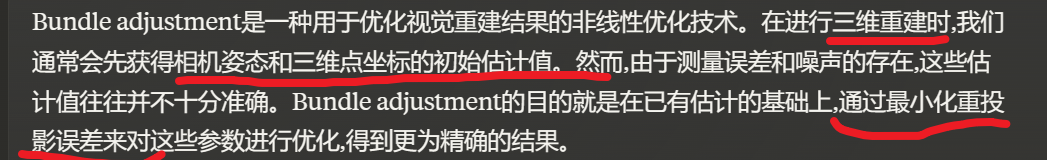 Bundle adjustment是一种用于优化视觉重建结果的非线性优化技术。在进行三维重建时,我们
通常会先获得相机姿态和三维点坐标的初始估计值。然而,由于测量误差和噪声的存在,这些估
计值往往并不十分准确。Bundle adjustment的目的就是在已有估计的基础上,通过最小化重投
影误差来对这些参数进行优化,得到更为精确的结果。